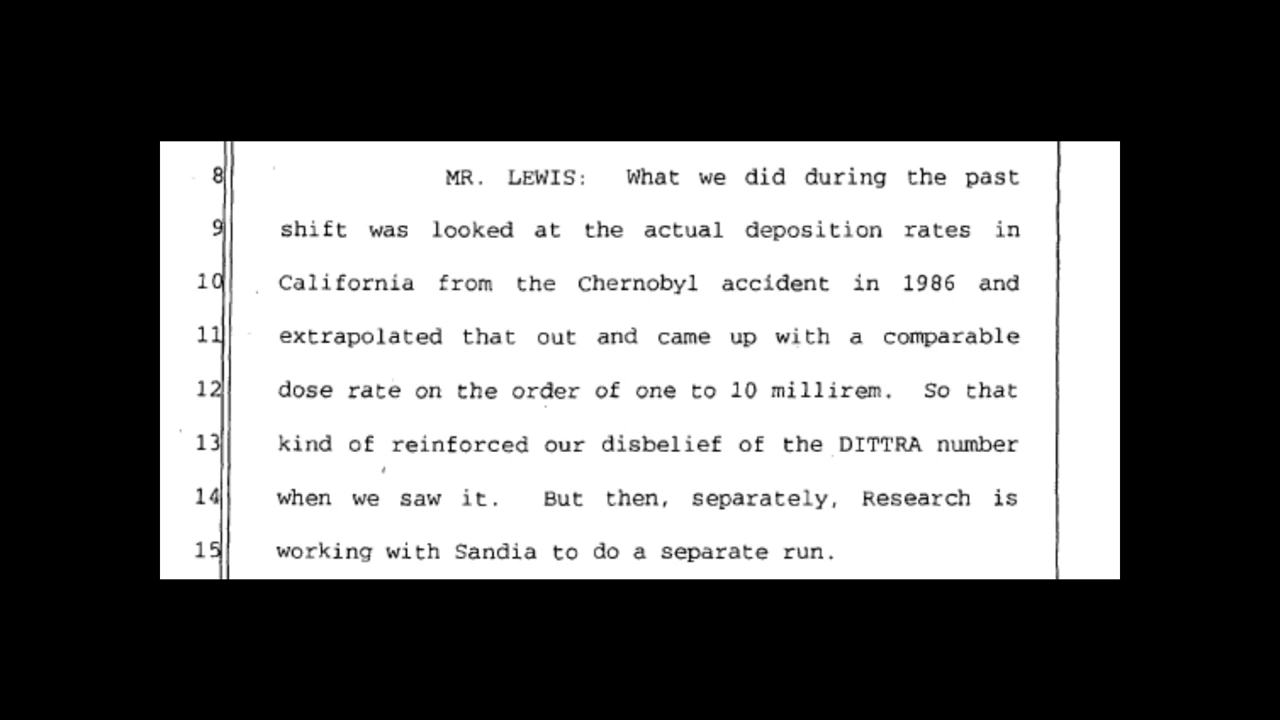 8 MR. LEWIS: What we did during the past
9 shift was looked at the actual deposition rates in
10 California from the Chernobyl accident in 1986 and
11 extrapolated that out and came up with a comparable
12 dose rate on the order of one to 10 millirem. So that
13 kind of reinforced our disbelief of the DITTRA number
14 when we saw it. But then, separately, Research is
15 working with Sandia to do a separate run.